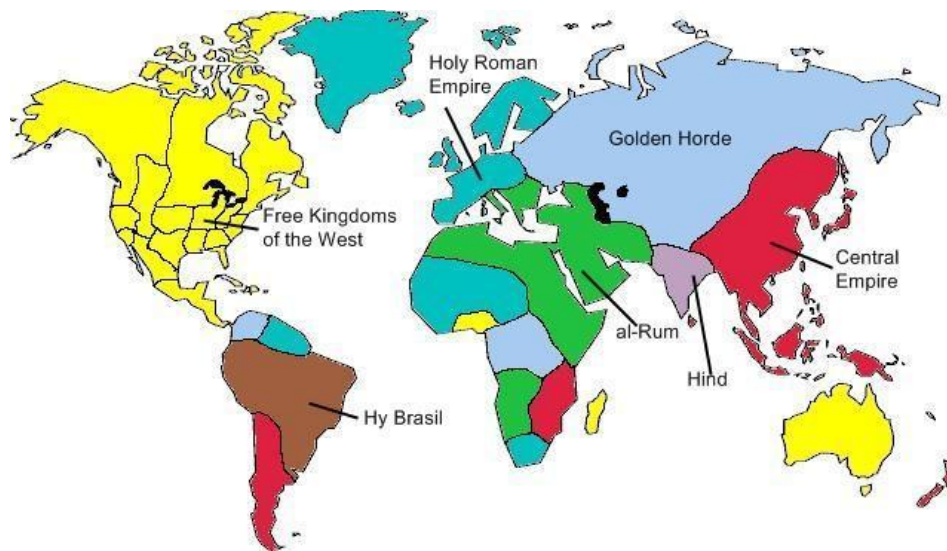 Holy Roman
Empire
Golden Horde
Free Kingdoms
of the West
Central
Empire
al-Rum
Hind
Hy Brasil